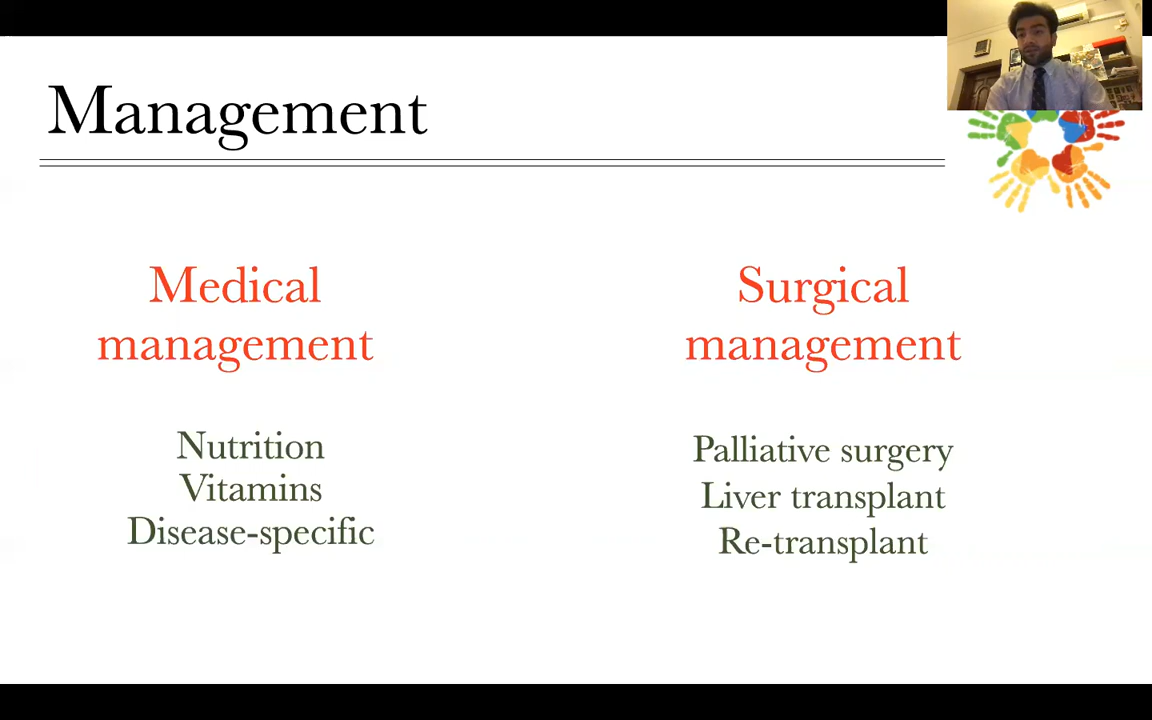 Management
Medical
management
Nutrition
Vitamins
Disease-specific
Surgical
management
Palliative surgery
Liver transplant
Re-transplant